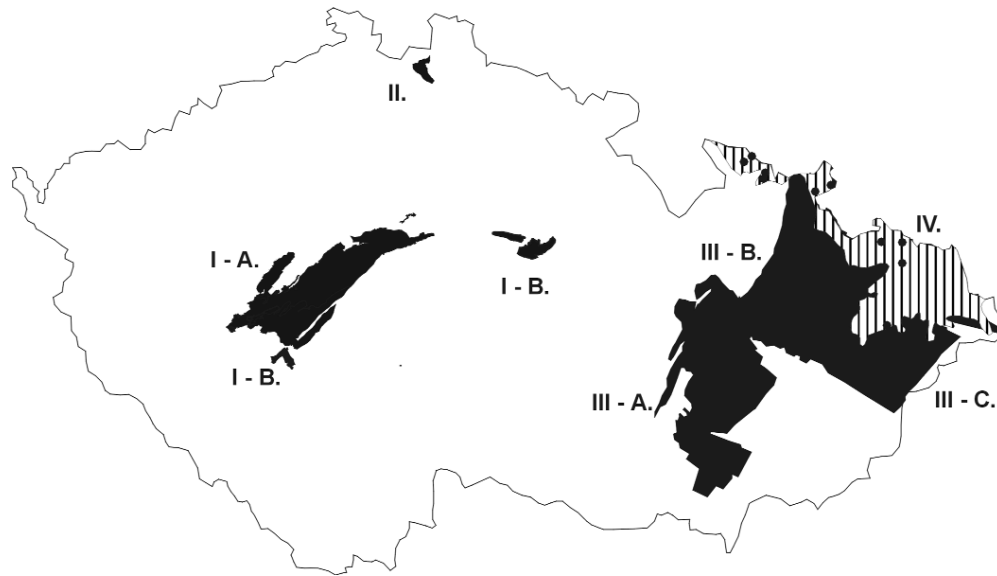 II.
IV.
I - A.
III - B.
I - B.
I - B.
III - A.
III - C.